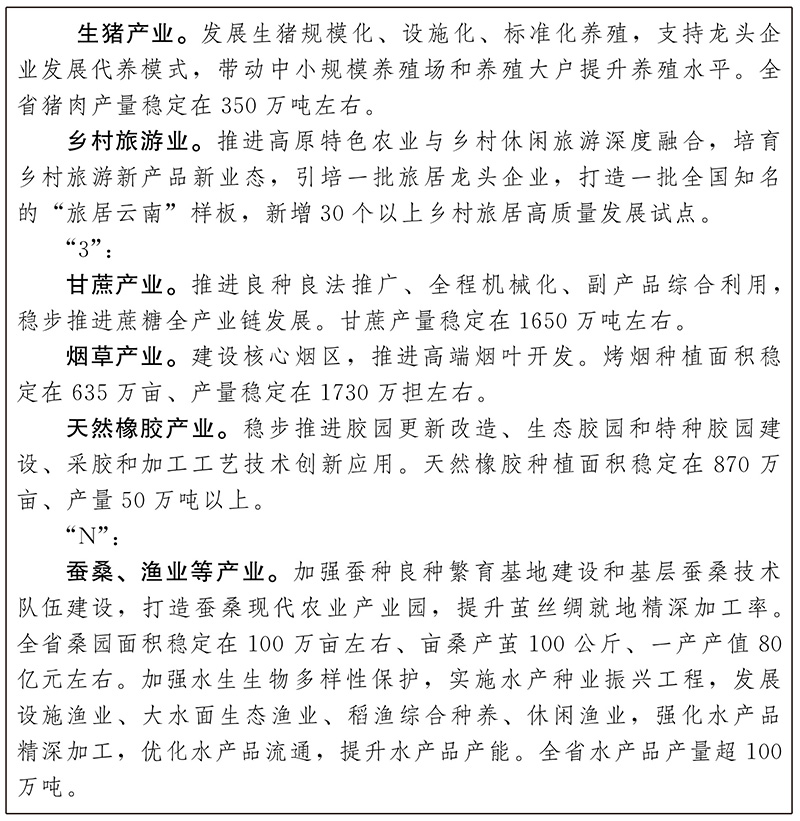 生猪产业。发展生猪规模化、设施化、标准化养殖，支持龙头企
业发展代养模式，带动中小规模养殖场和养殖大户提升养殖水平。全
省猪肉产量稳定在 350 万吨左右。
乡村旅游业。推进高原特色农业与乡村休闲旅游深度融合，培育
乡村旅游新产品新业态，引培一批旅居龙头企业，打造一批全国知名
的“旅居云南”样板，新增 30 个以上乡村旅居高质量发展试点。
“3”：
甘蔗产业。推进良种良法推广、全程机械化、副产品综合利用，
稳步推进蔗糖全产业链发展。甘蔗产量稳定在 1650 万吨左右。
烟草产业。建设核心烟区，推进高端烟叶开发。烤烟种植面积稳
定在 635 万亩、产量稳定在 1730 万担左右。
天然橡胶产业。稳步推进胶园更新改造、生态胶园和特种胶园建
设、采胶和加工工艺技术创新应用。天然橡胶种植面积稳定在 870 万
亩、产量 50 万吨以上。
“N”：
蚕桑、渔业等产业。加强蚕种良种繁育基地建设和基层蚕桑技术
队伍建设，打造蚕桑现代农业产业园，提升茧丝绸就地精深加工率。
全省桑园面积稳定在 100 万亩左右、亩桑产茧 100 公斤、一产产值 80
亿元左右。加强水生生物多样性保护，实施水产种业振兴工程，发展
设施渔业、大水面生态渔业、稻渔综合种养、休闲渔业，强化水产品
精深加工，优化水产品流通，提升水产品产能。全省水产品产量超 100
万吨。